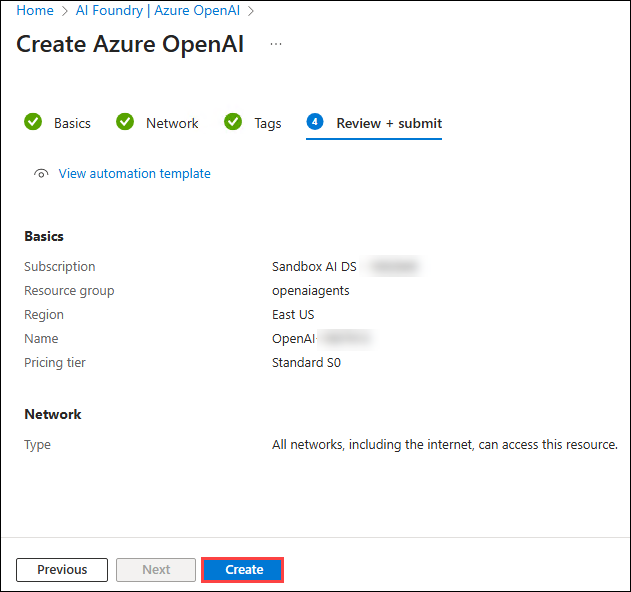 Home > AI Foundry | Azure OpenAI >
Create Azure OpenAI ...
Basics Network Tags 4 Review + submit
View automation template
Basics
Subscription Sandbox AI DS
Resource group openaiagents
Region East US
Name OpenAI-
Pricing tier Standard S0
Network
Type All networks, including the internet, can access this resource.
Previous Next Create